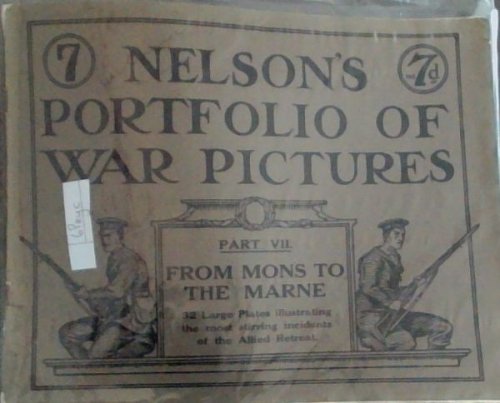 7 NELSON'S 7d
PORTFOLIO OF
WAR PICTURES
PART VII.
FROM MONS TO
THE MARNE
32 Large Plates illustrating
the most stirring incidents
of the Allied Retreat.